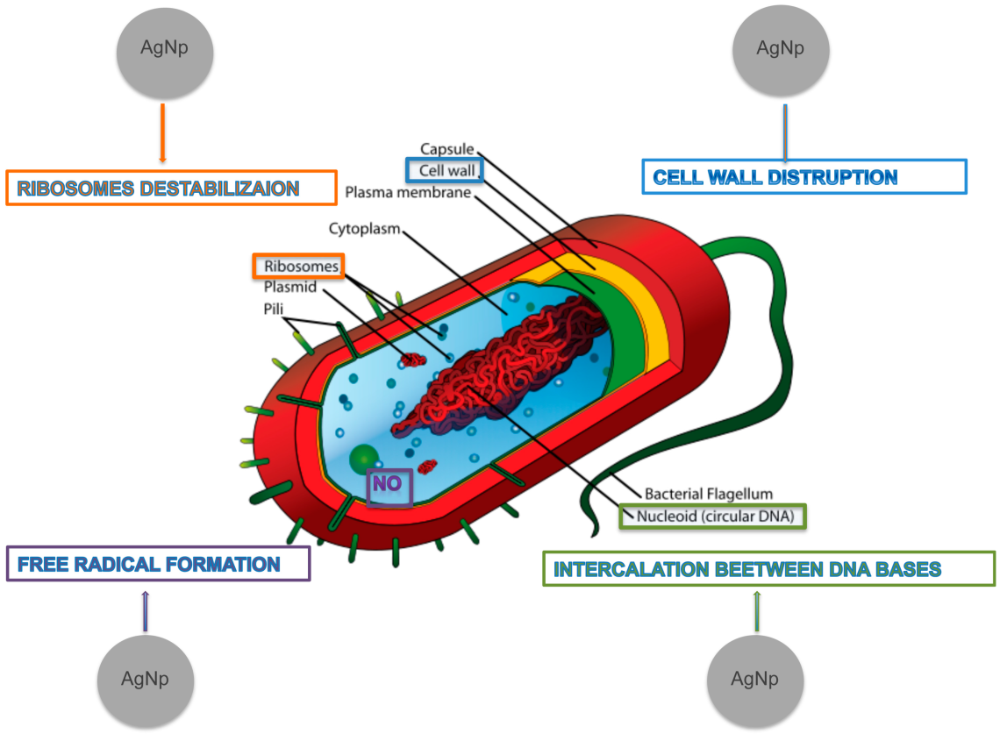 AgNp
AgNp
RIBOSOMES DESTABILIZAION
CELL WALL DISTRUPTION
Capsule
Cell wall
Plasma membrane
Cytoplasm
Ribosomes
Plasmid
Pili
NO
Bacterial Flagellum
Nucleoid (circular DNA)
FREE RADICAL FORMATION
INTERCALATION BEETWEEN DNA BASES
AgNp
AgNp